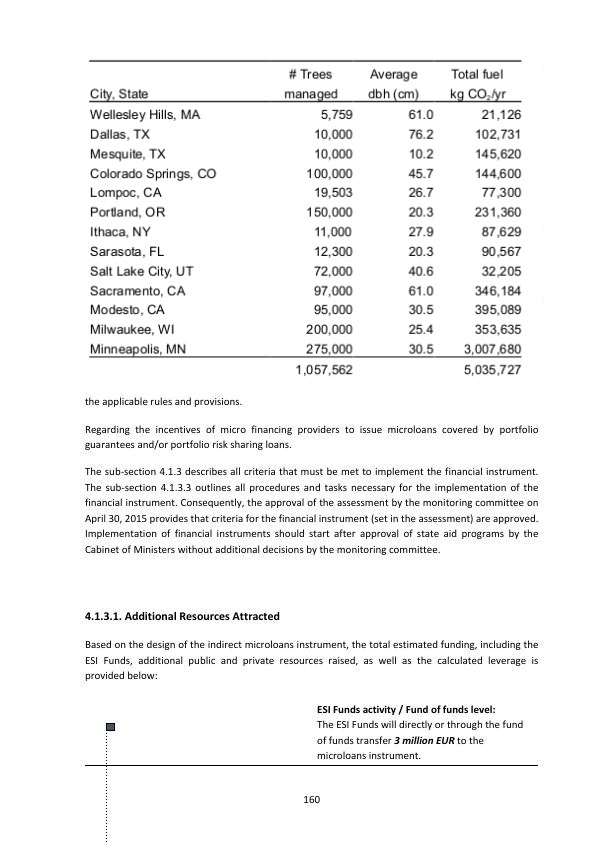 # Trees Average Total fuel
City, State managed dbh (cm) kg CO₂/yr
Wellesley Hills, MA 5,759 61.0 21,126
Dallas, TX 10,000 76.2 102,731
Mesquite, TX 10,000 10.2 145,620
Colorado Springs, CO 100,000 45.7 144,600
Lompoc, CA 19,503 26.7 77,300
Portland, OR 150,000 20.3 231,360
Ithaca, NY 11,000 27.9 87,629
Sarasota, FL 12,300 20.3 90,567
Salt Lake City, UT 72,000 40.6 32,205
Sacramento, CA 97,000 61.0 346,184
Modesto, CA 95,000 30.5 395,089
Milwaukee, WI 200,000 25.4 353,635
Minneapolis, MN 275,000 30.5 3,007,680
1,057,562 5,035,727
the applicable rules and provisions.
Regarding the incentives of micro financing providers to issue microloans covered by portfolio
guarantees and/or portfolio risk sharing loans.
The sub-section 4.1.3 describes all criteria that must be met to implement the financial instrument.
The sub-section 4.1.3.3 outlines all procedures and tasks necessary for the implementation of the
financial instrument. Consequently, the approval of the assessment by the monitoring committee on
April 30, 2015 provides that criteria for the financial instrument (set in the assessment) are approved.
Implementation of financial instruments should start after approval of state aid programs by the
Cabinet of Ministers without additional decisions by the monitoring committee.
4.1.3.1. Additional Resources Attracted
Based on the design of the indirect microloans instrument, the total estimated funding, including the
ESI Funds, additional public and private resources raised, as well as the calculated leverage is
provided below:
ESI Funds activity / Fund of funds level:
The ESI Funds will directly or through the fund
of funds transfer 3 million EUR to the
microloans instrument.
160